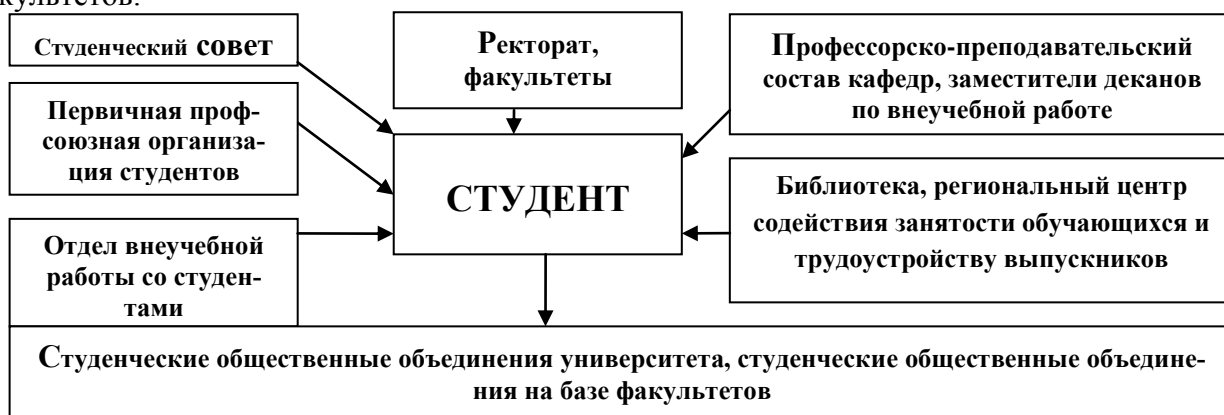 культетов.
Студенческий совет
Ректорат,
факультеты
Профессорско-преподавательский
состав кафедр, заместители деканов
по внеучебной работе
Первичная проф-
союзная организа-
ция студентов
СТУДЕНТ
Библиотека, региональный центр
содействия занятости обучающихся и
трудоустройству выпускников
Отдел внеучебной
работы со студен-
тами
Студенческие общественные объединения университета, студенческие общественные объедине-
ния на базе факультетов